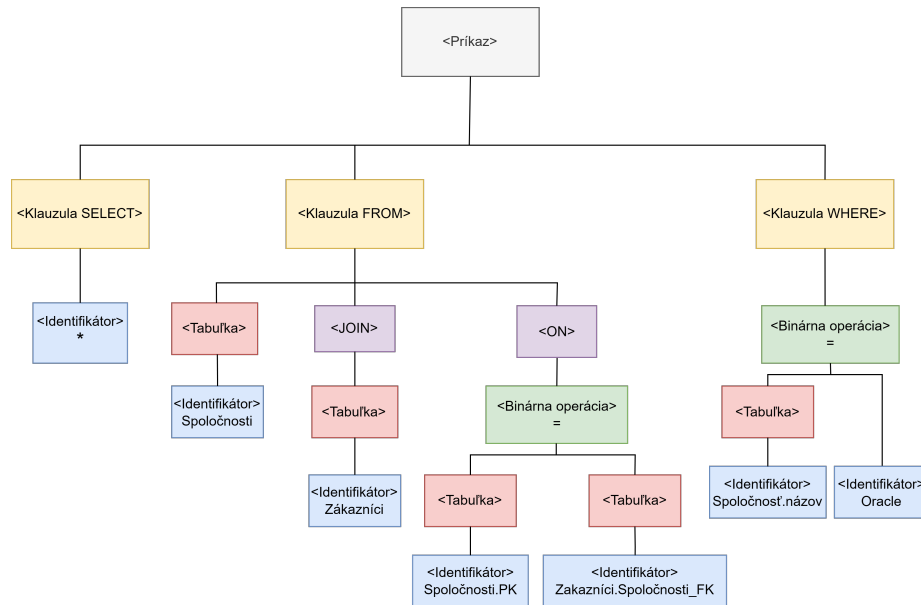 <Príkaz>
<Klauzula SELECT>
<Klauzula FROM>
<Klauzula WHERE>
<Identifikátor>
*
<Tabuľka>
<JOIN>
<ON>
<Binárna operácia>
=
<Identifikátor>
Spoločnosti
<Tabuľka>
<Binárna operácia>
=
<Tabuľka>
<Identifikátor>
Zákazníci
<Tabuľka>
<Tabuľka>
<Identifikátor>
Spoločnosť.názov
<Identifikátor>
Oracle
<Identifikátor>
Spoločnosti.PK
<Identifikátor>
Zakazníci.Spoločnosti_FK